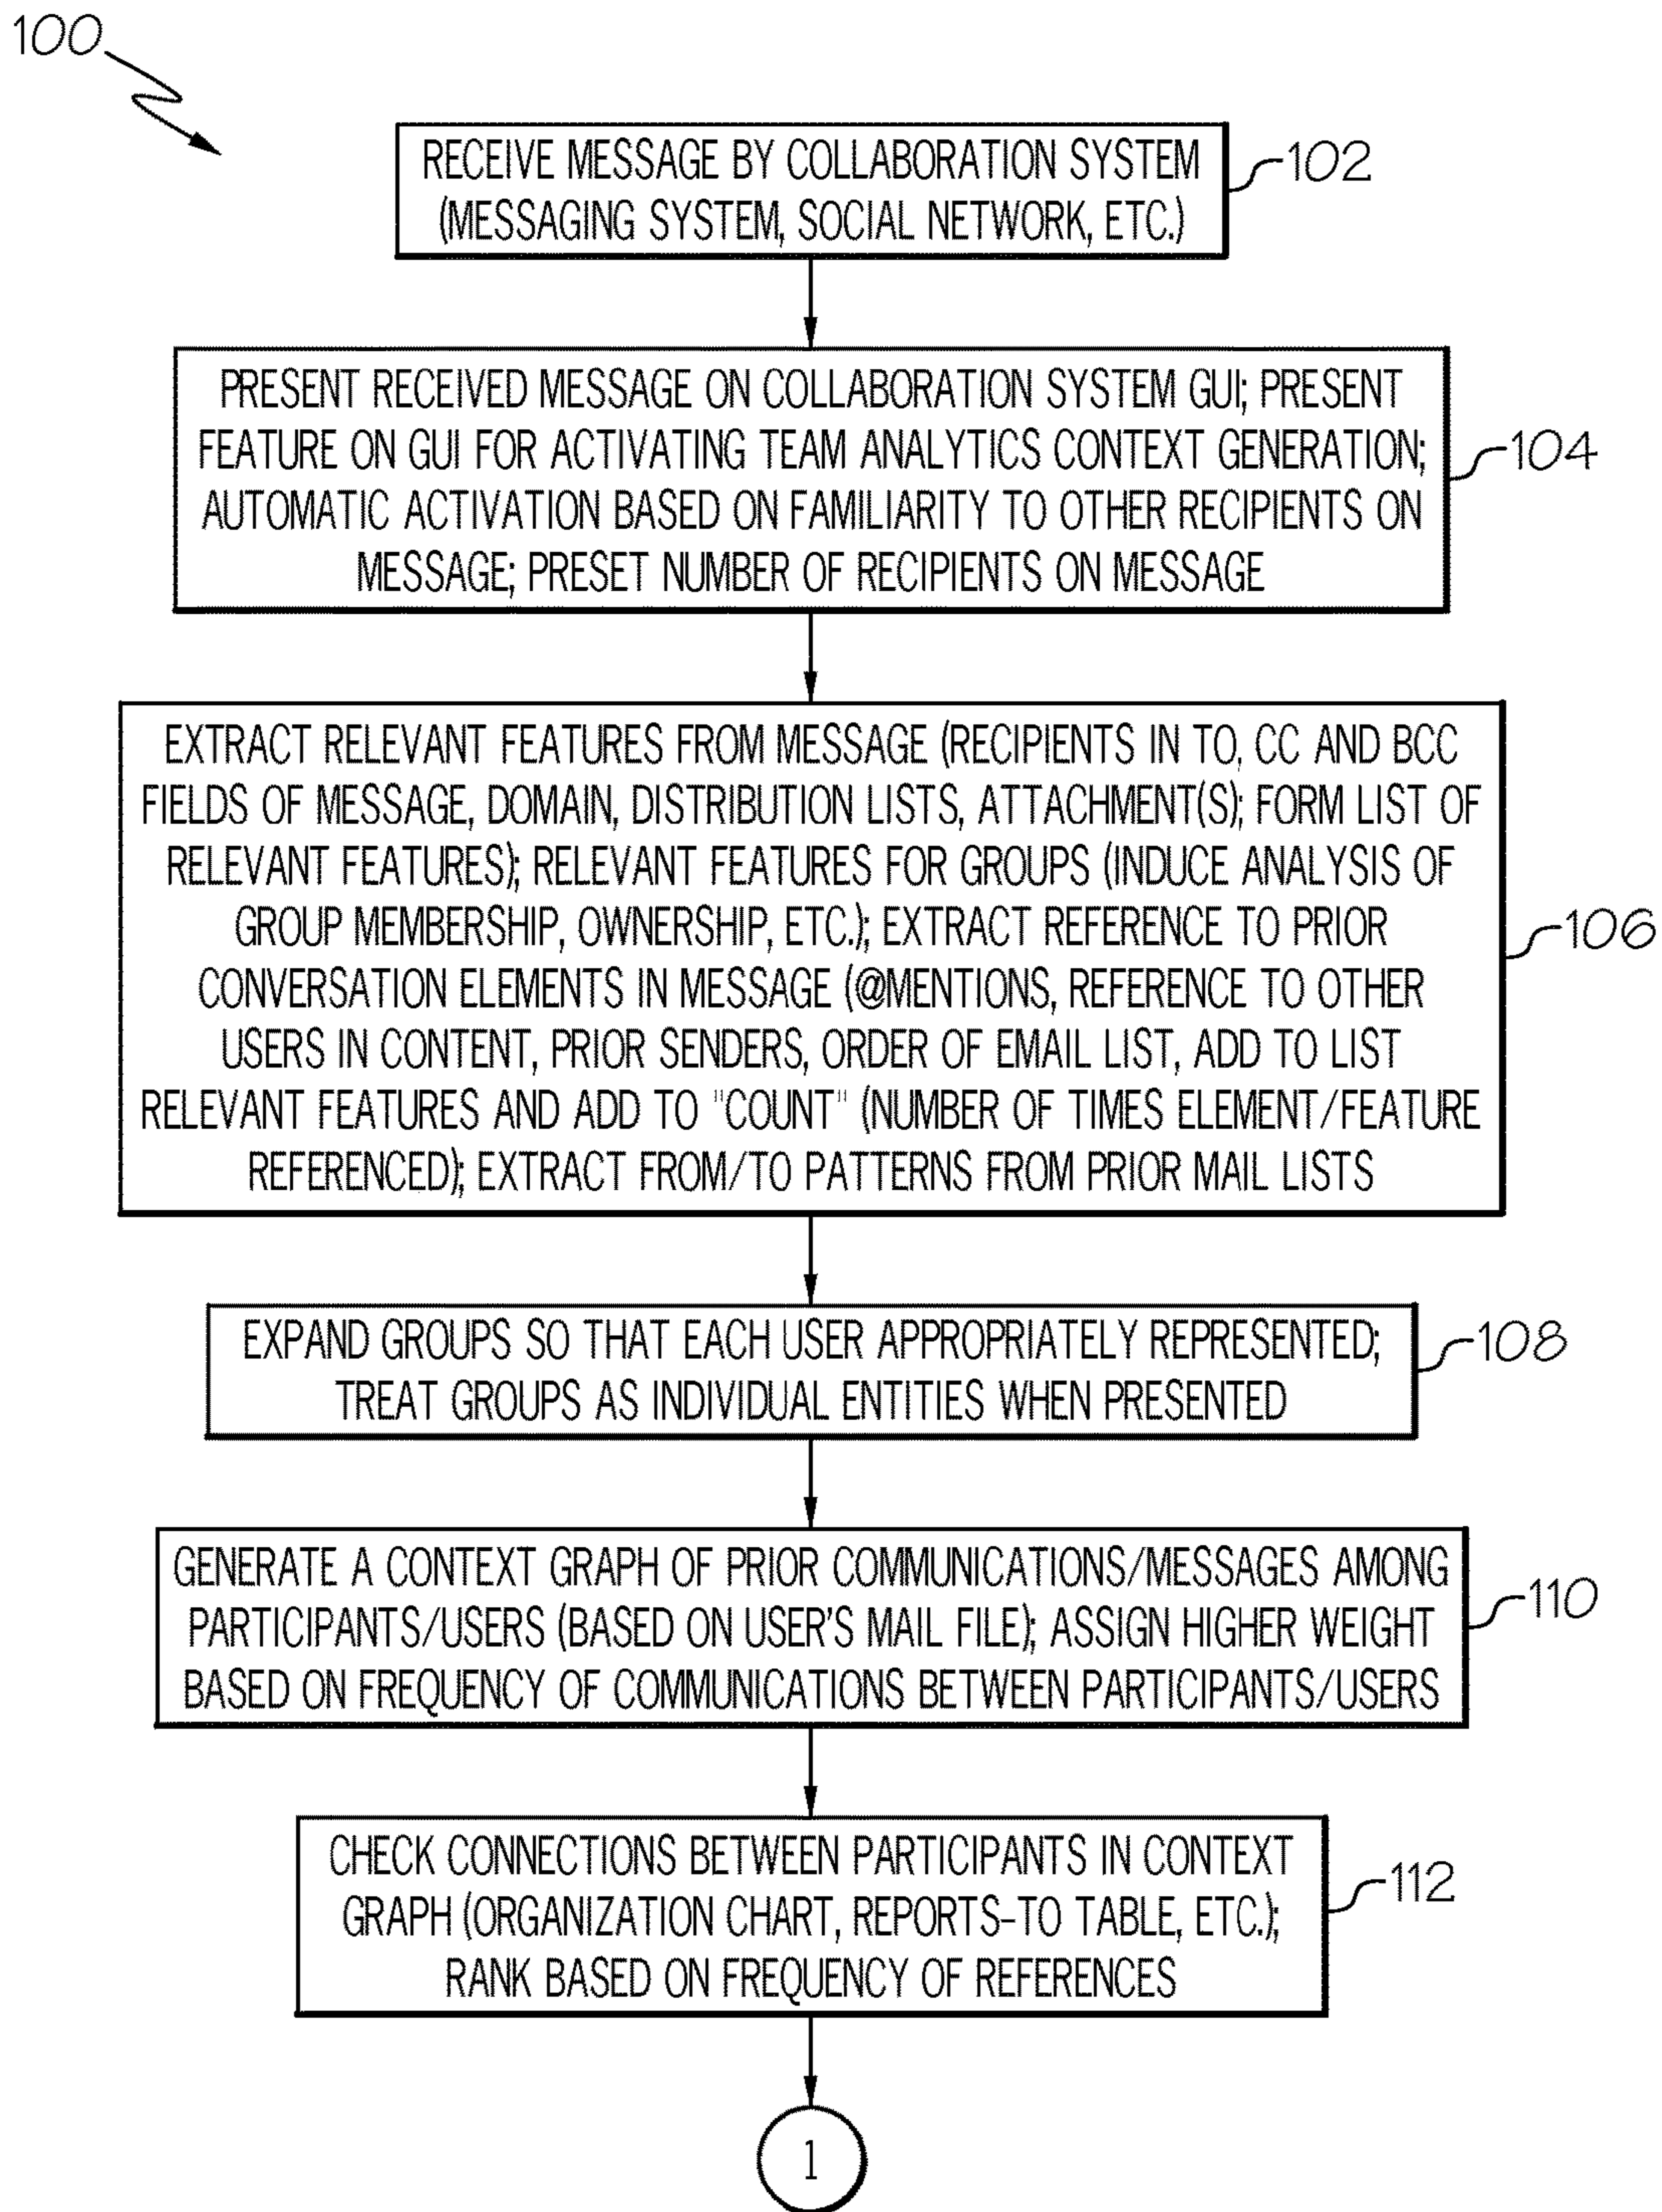 100
RECEIVE MESSAGE BY COLLABORATION SYSTEM
(MESSAGING SYSTEM, SOCIAL NETWORK, ETC.)
102
PRESENT RECEIVED MESSAGE ON COLLABORATION SYSTEM GUI; PRESENT
FEATURE ON GUI FOR ACTIVATING TEAM ANALYTICS CONTEXT GENERATION;
AUTOMATIC ACTIVATION BASED ON FAMILIARITY TO OTHER RECIPIENTS ON
MESSAGE; PRESET NUMBER OF RECIPIENTS ON MESSAGE
104
EXTRACT RELEVANT FEATURES FROM MESSAGE (RECIPIENTS IN TO, CC AND BCC
FIELDS OF MESSAGE, DOMAIN, DISTRIBUTION LISTS, ATTACHMENT(S); FORM LIST OF
RELEVANT FEATURES); RELEVANT FEATURES FOR GROUPS (INDUCE ANALYSIS OF
GROUP MEMBERSHIP, OWNERSHIP, ETC.); EXTRACT REFERENCE TO PRIOR
CONVERSATION ELEMENTS IN MESSAGE (@MENTIONS, REFERENCE TO OTHER
USERS IN CONTENT, PRIOR SENDERS, ORDER OF EMAIL LIST, ADD TO LIST
RELEVANT FEATURES AND ADD TO "COUNT" (NUMBER OF TIMES ELEMENT/FEATURE
REFERENCED); EXTRACT FROM/TO PATTERNS FROM PRIOR MAIL LISTS
106
EXPAND GROUPS SO THAT EACH USER APPROPRIATELY REPRESENTED;
TREAT GROUPS AS INDIVIDUAL ENTITIES WHEN PRESENTED
108
GENERATE A CONTEXT GRAPH OF PRIOR COMMUNICATIONS/MESSAGES AMONG
PARTICIPANTS/USERS (BASED ON USER'S MAIL FILE); ASSIGN HIGHER WEIGHT
BASED ON FREQUENCY OF COMMUNICATIONS BETWEEN PARTICIPANTS/USERS
110
CHECK CONNECTIONS BETWEEN PARTICIPANTS IN CONTEXT
GRAPH (ORGANIZATION CHART, REPORTS-TO TABLE, ETC.);
RANK BASED ON FREQUENCY OF REFERENCES
112
1